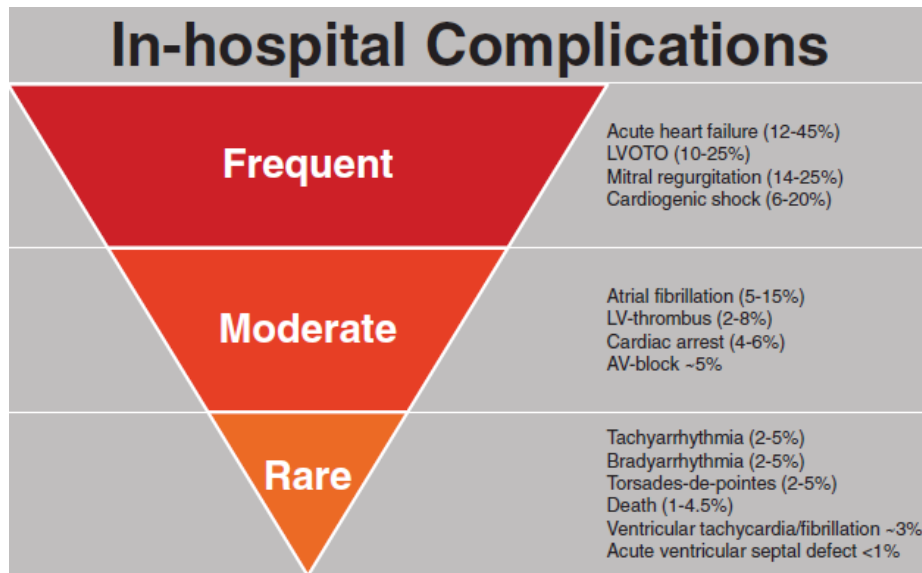 In-hospital Complications
Frequent
Acute heart failure (12-45%)
LVOTO (10-25%)
Mitral regurgitation (14-25%)
Cardiogenic shock (6-20%)
Moderate
Atrial fibrillation (5-15%)
LV-thrombus (2-8%)
Cardiac arrest (4-6%)
AV-block ~5%
Rare
Tachyarrhythmia (2-5%)
Bradyarrhythmia (2-5%)
Torsades-de-pointes (2-5%)
Death (1-4.5%)
Ventricular tachycardia/fibrillation ~3%
Acute ventricular septal defect <1%